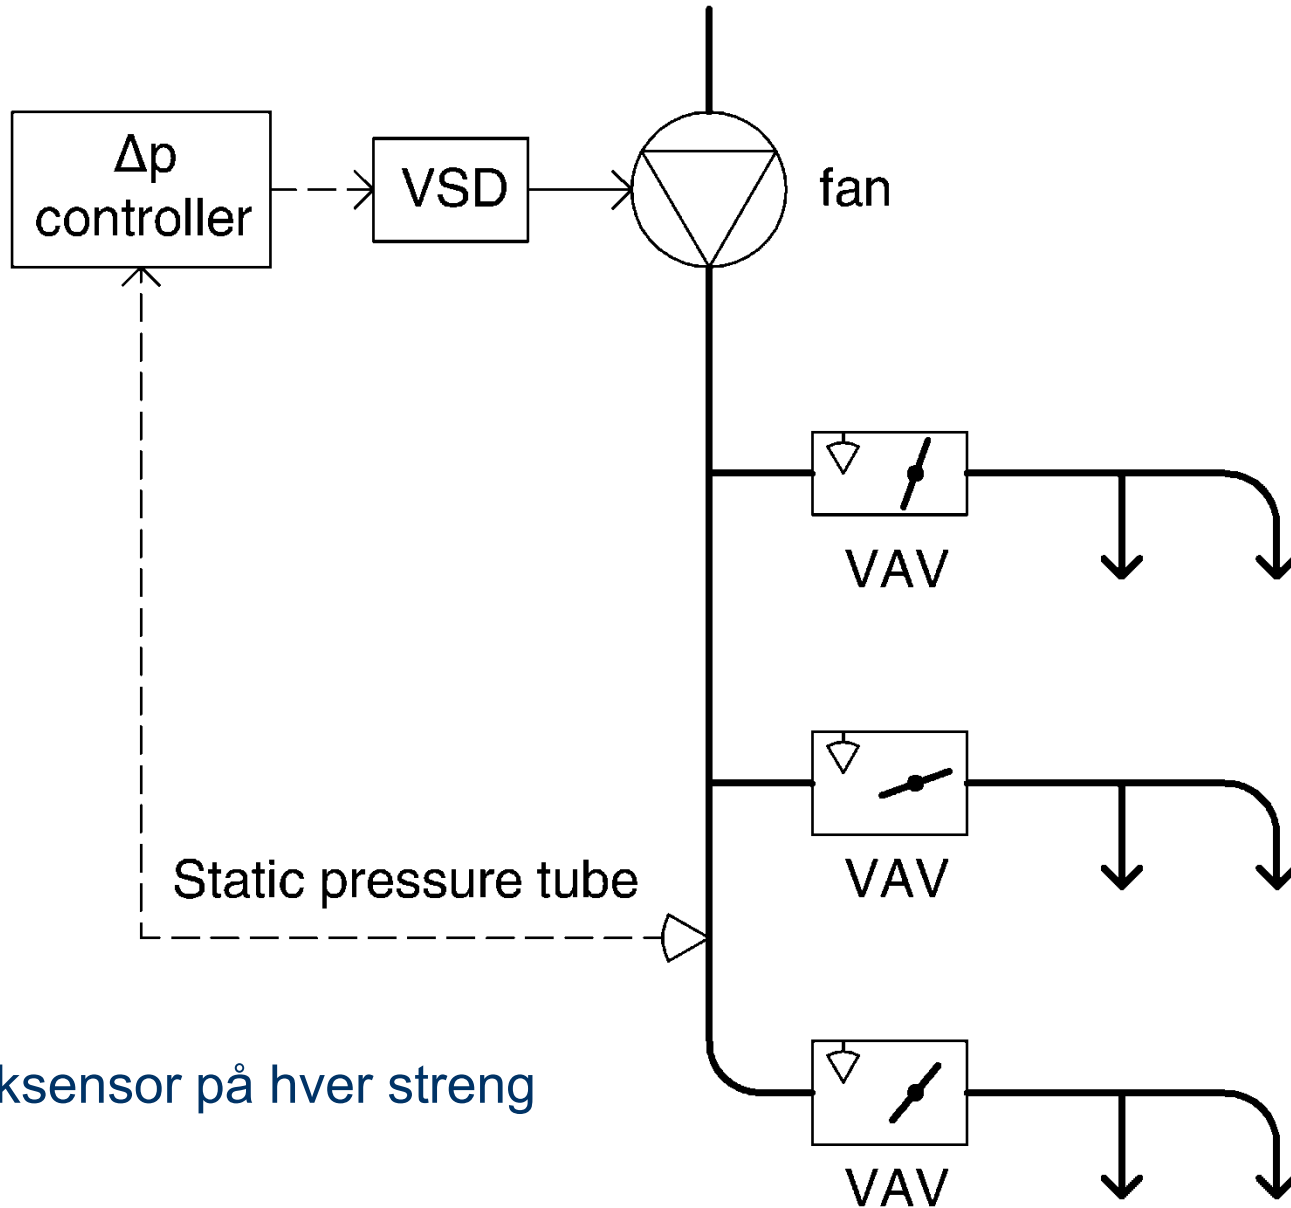 Δp
controller
VSD
fan
VAV
VAV
Static pressure tube
ksensor på hver streng
VAV